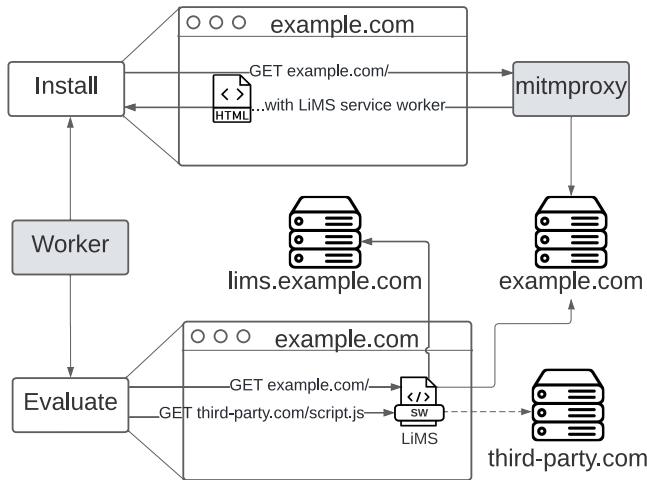 example.com
Install
GET example.com/
mitmproxy
HTML
...with LiMS service worker
Worker
lims.example.com
example.com
example.com
Evaluate
GET example.com/
GET third-party.com/script.js
SW
LiMS
third-party.com